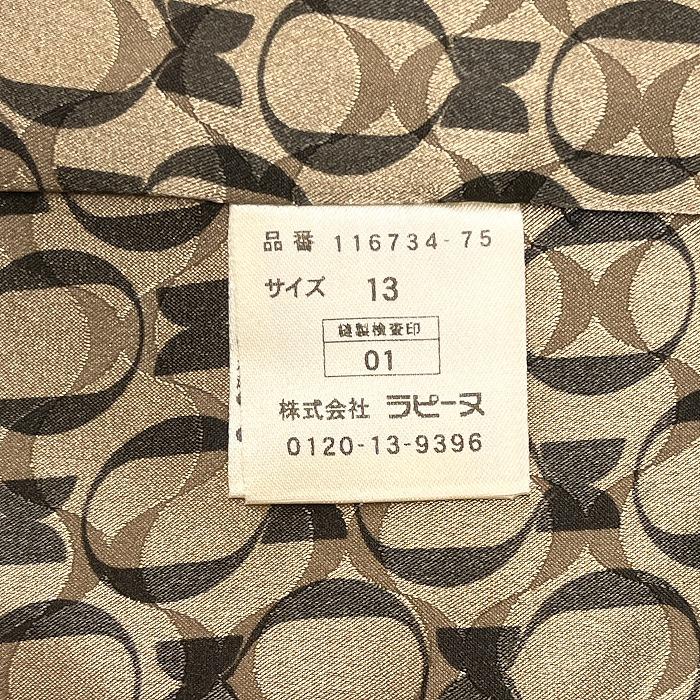 品番 116734-75
サイズ 13
縫製検査印
01
株式会社 ラピーヌ
0120-13-9396